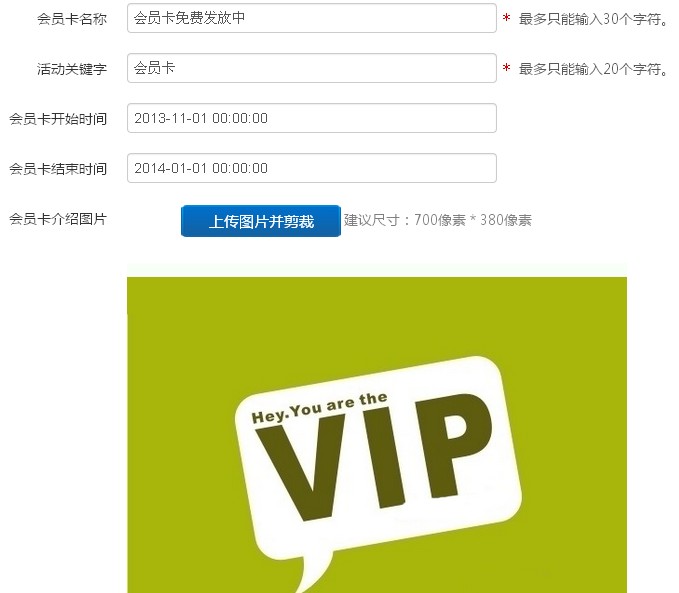 会员卡名称 会员卡免费发放中 * 最多只能输入30个字符。
活动关键字 会员卡 * 最多只能输入20个字符。
会员卡开始时间 2013-11-01 00:00:00
会员卡结束时间 2014-01-01 00:00:00
会员卡介绍图片 上传图片并剪裁 建议尺寸：700像素 * 380像素
Hey.You are the
VIP